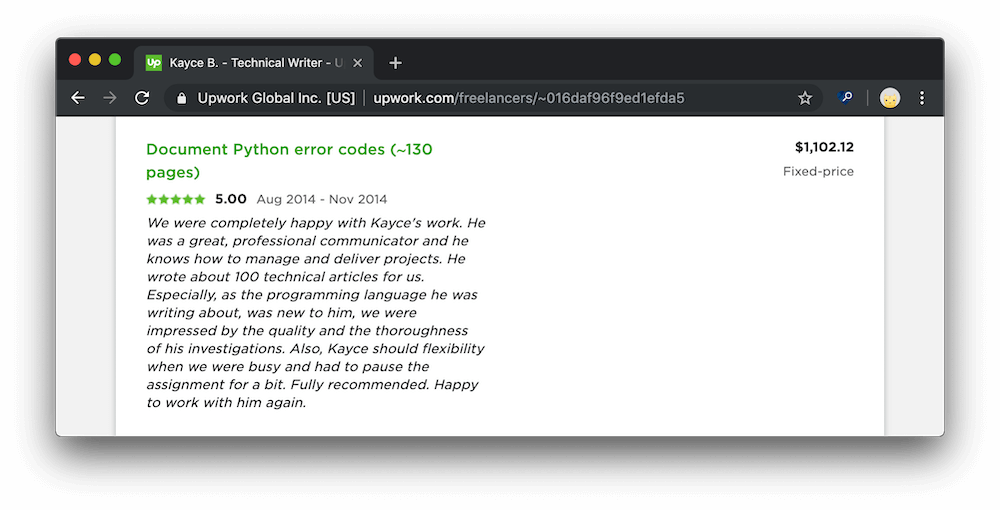 Up Kayce B. - Technical Writer - U
Upwork Global Inc. [US] | upwork.com/freelancers/~016daf96f9ed1efda5
Document Python error codes (~130
pages)
$1,102.12
Fixed-price
5.00 Aug 2014 - Nov 2014
We were completely happy with Kayce's work. He
was a great, professional communicator and he
knows how to manage and deliver projects. He
wrote about 100 technical articles for us.
Especially, as the programming language he was
writing about, was new to him, we were
impressed by the quality and the thoroughness
of his investigations. Also, Kayce should flexibility
when we were busy and had to pause the
assignment for a bit. Fully recommended. Happy
to work with him again.